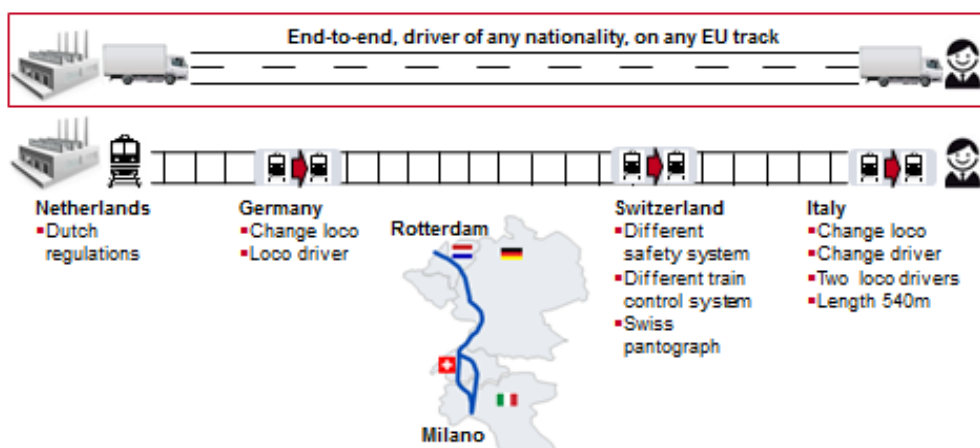 End-to-end, driver of any nationality, on any EU track
Netherlands
▪Dutch
regulations
Germany
▪Change loco
▪Loco driver
Rotterdam
Milano
Switzerland
▪Different
safety system
▪Different train
control system
▪Swiss
pantograph
Italy
▪Change loco
▪Change driver
▪Two loco drivers
▪Length 540m